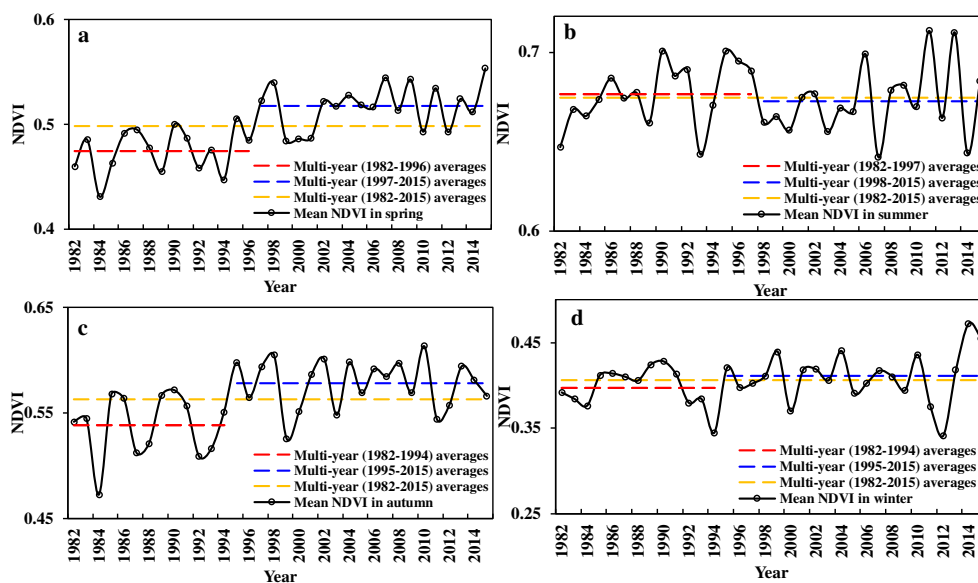 a
0.6
0.5
0.4
NDVI
Multi-year (1982-1996) averages
Multi-year (1997-2015) averages
Multi-year (1982-2015) averages
Mean NDVI in spring
1982 1984 1986 1988 1990 1992 1994 1996 1998 2000 2002 2004 2006 2008 2010 2012 2014
Year
b
0.7
0.6
NDVI
Multi-year (1982-1997) averages
Multi-year (1998-2015) averages
Multi-year (1982-2015) averages
Mean NDVI in summer
1982 1984 1986 1988 1990 1992 1994 1996 1998 2000 2002 2004 2006 2008 2010 2012 2014
Year
c
0.65
0.55
0.45
NDVI
Multi-year (1982-1994) averages
Multi-year (1995-2015) averages
Multi-year (1982-2015) averages
Mean NDVI in autumn
1982 1984 1986 1988 1990 1992 1994 1996 1998 2000 2002 2004 2006 2008 2010 2012 2014
Year
d
0.45
0.35
0.25
NDVI
Multi-year (1982-1994) averages
Multi-year (1995-2015) averages
Multi-year (1982-2015) averages
Mean NDVI in winter
1982 1984 1986 1988 1990 1992 1994 1996 1998 2000 2002 2004 2006 2008 2010 2012 2014
Year